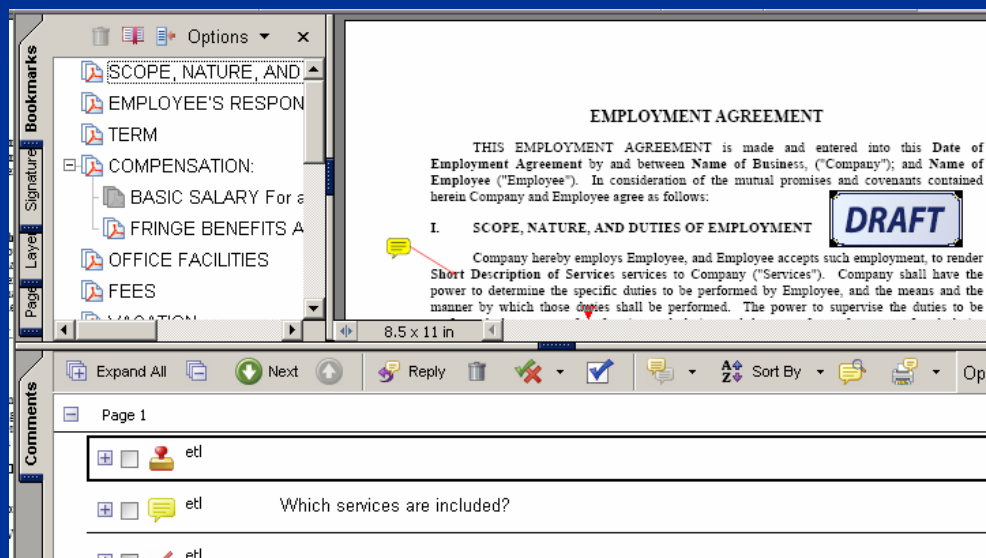 Options
Bookmarks
Signature
Layer
Page
SCOPE, NATURE, AND
EMPLOYEE'S RESPON
TERM
COMPENSATION:
BASIC SALARY For a
FRINGE BENEFITS A
OFFICE FACILITIES
FEES
VACATION
8.5 x 11 in
EMPLOYMENT AGREEMENT
THIS EMPLOYMENT AGREEMENT is made and entered into this Date of
Employment Agreement by and between Name of Business, ("Company"); and Name of
Employee ("Employee"). In consideration of the mutual promises and covenants contained
herein Company and Employee agree as follows:
DRAFT
I. SCOPE, NATURE, AND DUTIES OF EMPLOYMENT
Company hereby employs Employee, and Employee accepts such employment, to render
Short Description of Services services to Company ("Services"). Company shall have the
power to determine the specific duties to be performed by Employee, and the means and the
manner by which those duties shall be performed. The power to supervise the duties to be
Expand All Next Reply Sort By Op
Comments
Page 1
etl
etl Which services are included?
etl